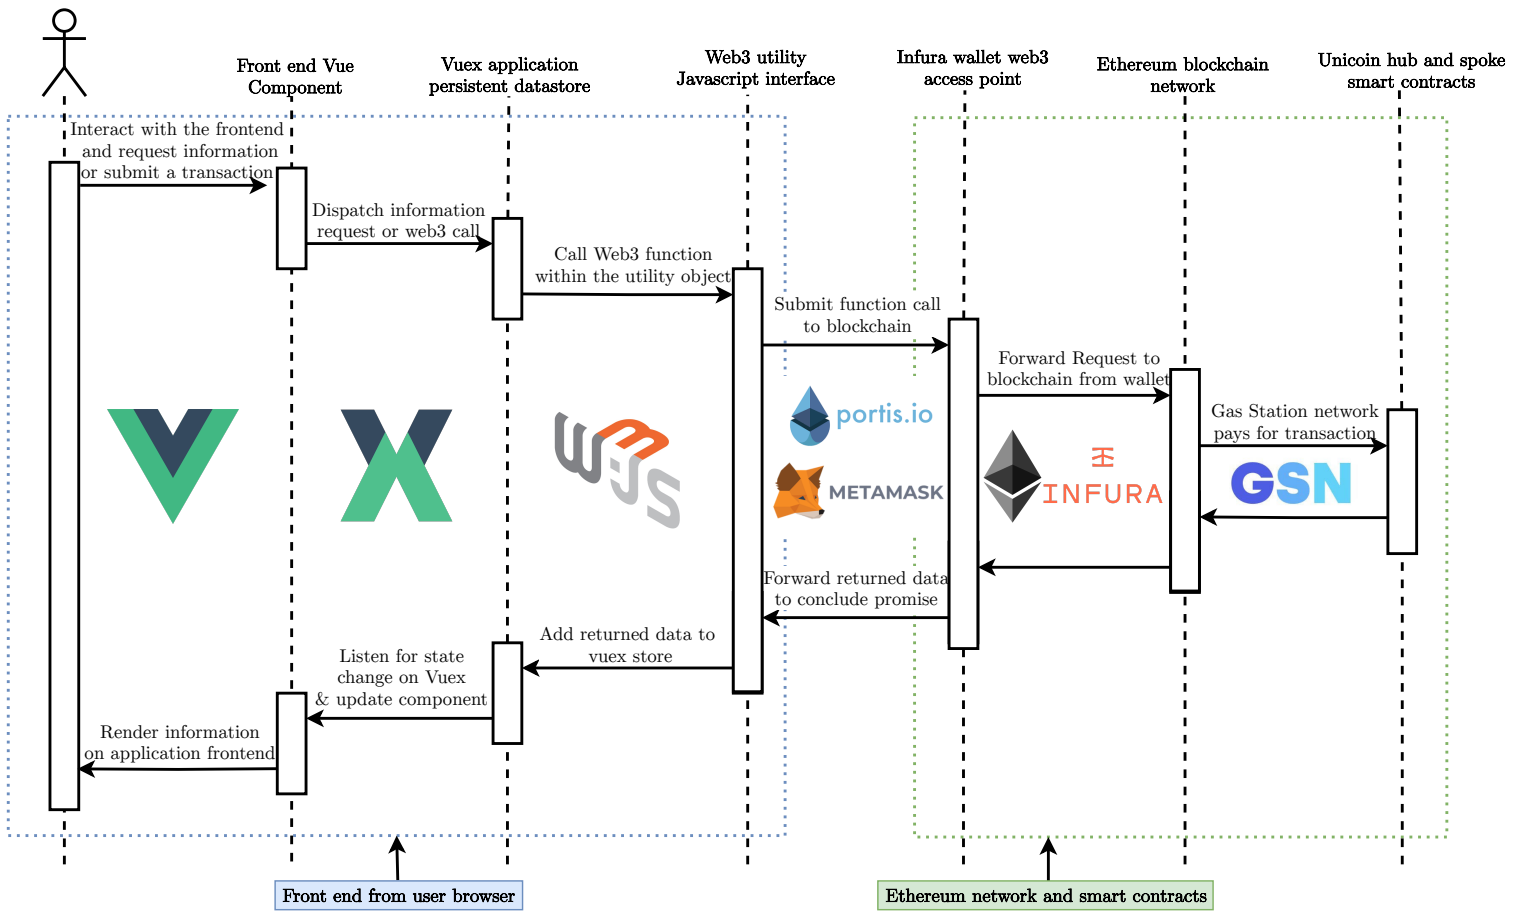 Front end Vue
Component
Vuex application
persistent datastore
Web3 utility
Javascript interface
Infura wallet web3
access point
Ethereum blockchain
network
Unicoin hub and spoke
smart contracts
Interact with the frontend
and request information
or submit a transaction
Dispatch information
request or web3 call
Call Web3 function
within the utility object
Submit function call
to blockchain
Forward Request to
blockchain from wallet
Gas Station network
pays for transaction
portis.io
METAMASK
W3JS
INFURA
GSN
Forward returned data
to conclude promise
Add returned data to
vuex store
Listen for state
change on Vuex
& update component
Render information
on application frontend
Front end from user browser
Ethereum network and smart contracts